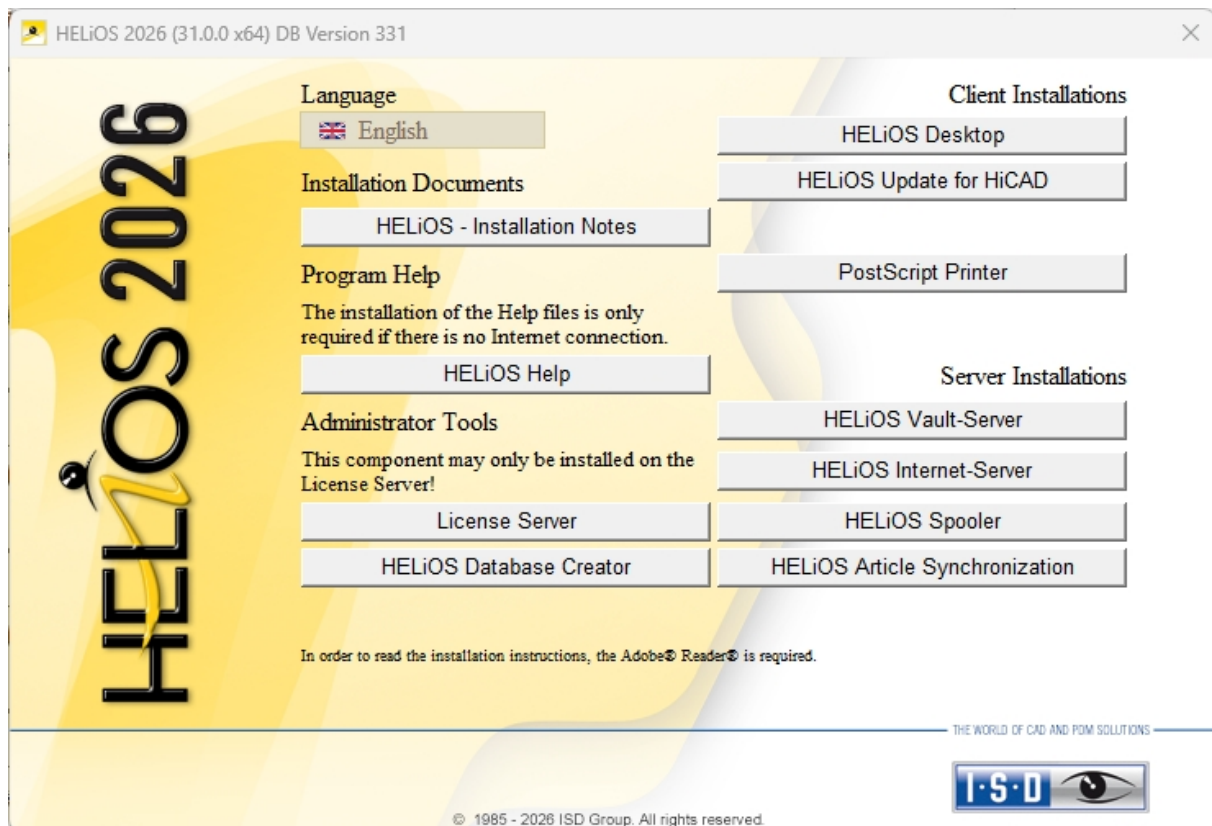 HELiOS 2026 (31.0.0 x64) DB Version 331
HELiOS 2026
Language
English
Installation Documents
HELiOS - Installation Notes
Program Help
The installation of the Help files is only
required if there is no Internet connection.
HELiOS Help
Administrator Tools
This component may only be installed on the
License Server!
License Server
HELiOS Database Creator
Client Installations
HELiOS Desktop
HELiOS Update for HiCAD
PostScript Printer
Server Installations
HELiOS Vault-Server
HELiOS Internet-Server
HELiOS Spooler
HELiOS Article Synchronization
In order to read the installation instructions, the Adobe® Reader® is required.
THE WORLD OF CAD AND PDM SOLUTIONS
I·S·D
© 1985 - 2026 ISD Group. All rights reserved.